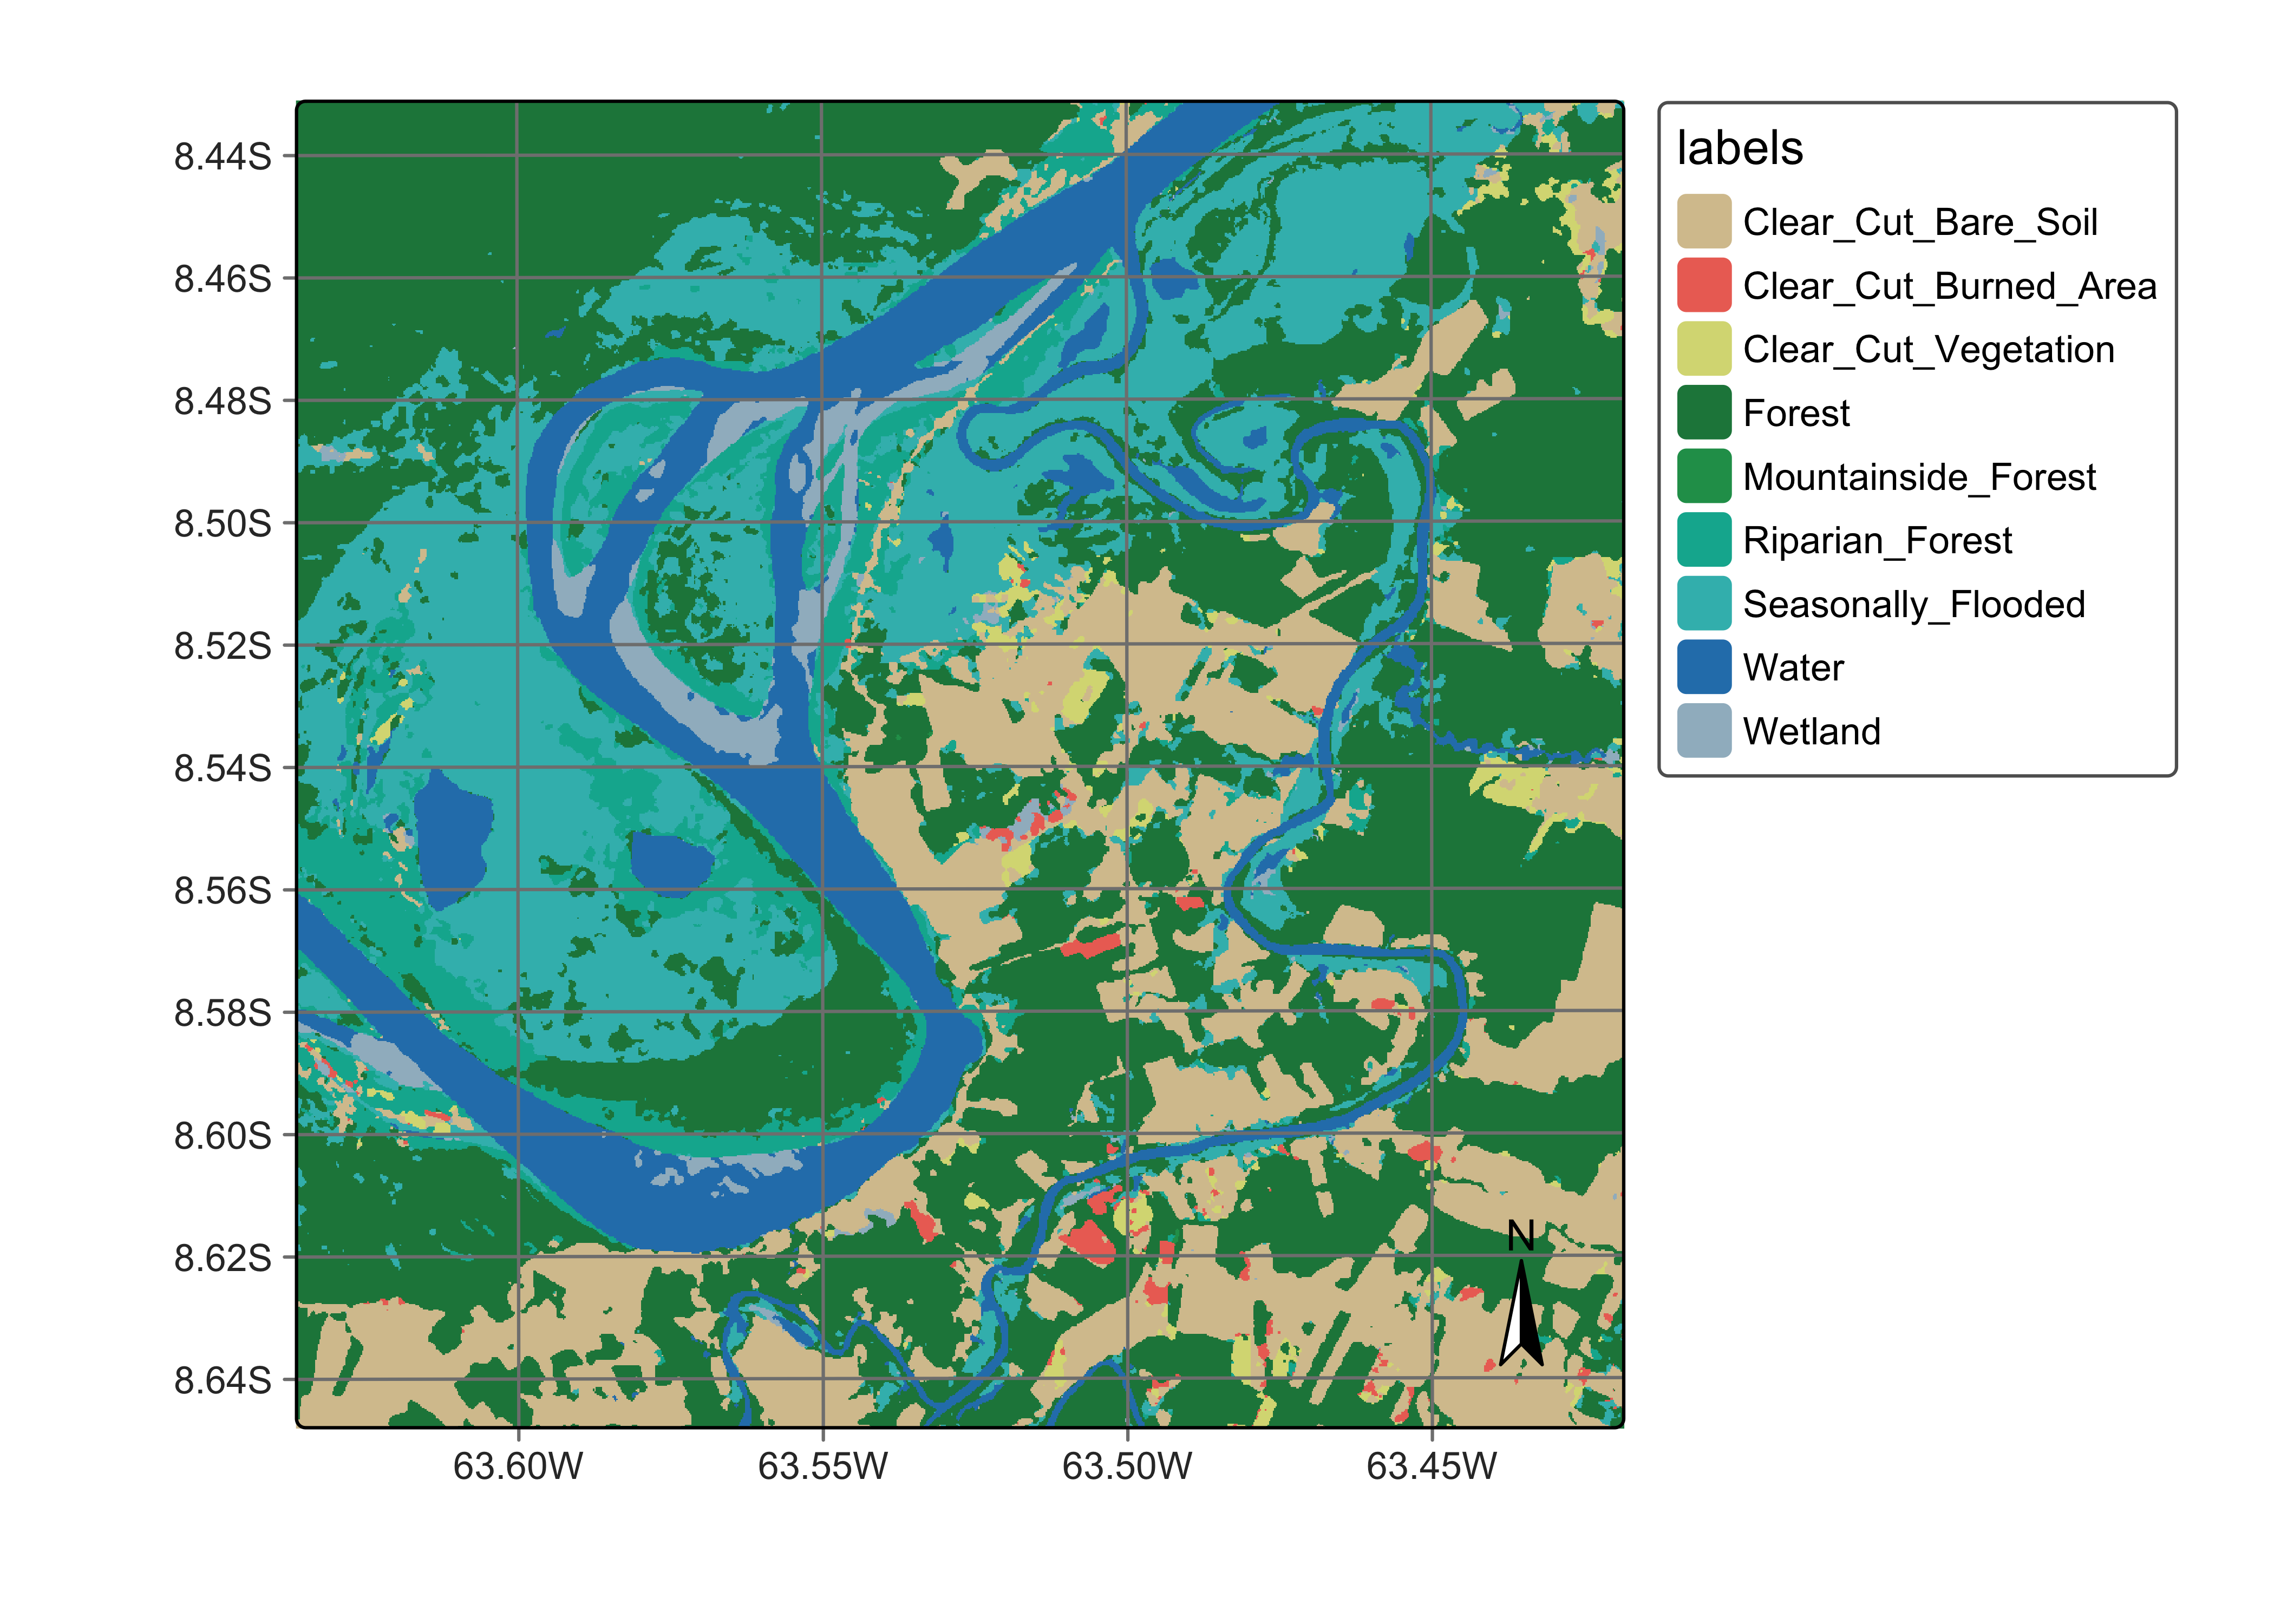 labels
Clear_Cut_Bare_Soil
Clear_Cut_Burned_Area
Clear_Cut_Vegetation
Forest
Mountainside_Forest
Riparian_Forest
Seasonally_Flooded
Water
Wetland
8.44S
8.46S
8.48S
8.50S
8.52S
8.54S
8.56S
8.58S
8.60S
8.62S
8.64S
N
63.60W 63.55W 63.50W 63.45W